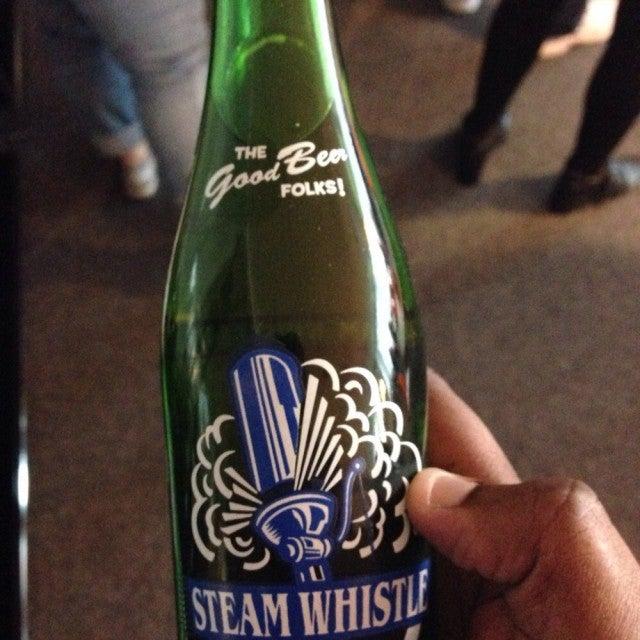 THE
Good Beer
FOLKS!
STEAM WHISTLE